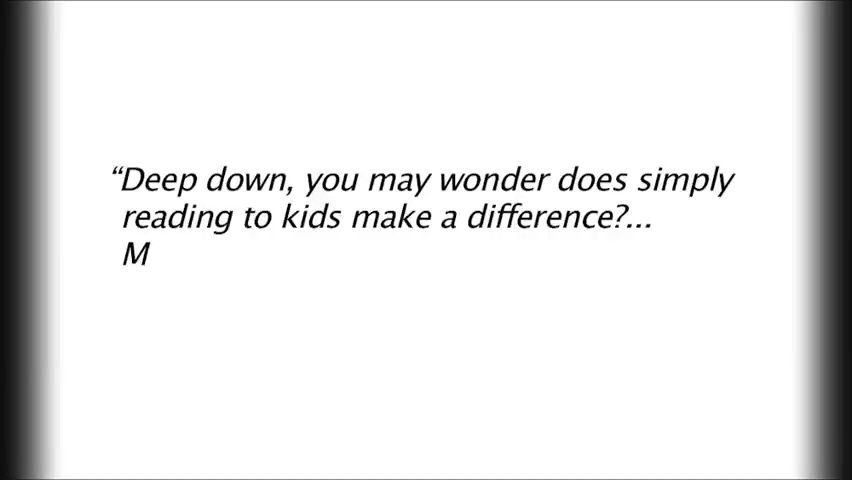 “Deep down, you may wonder does simply
reading to kids make a difference?...
M